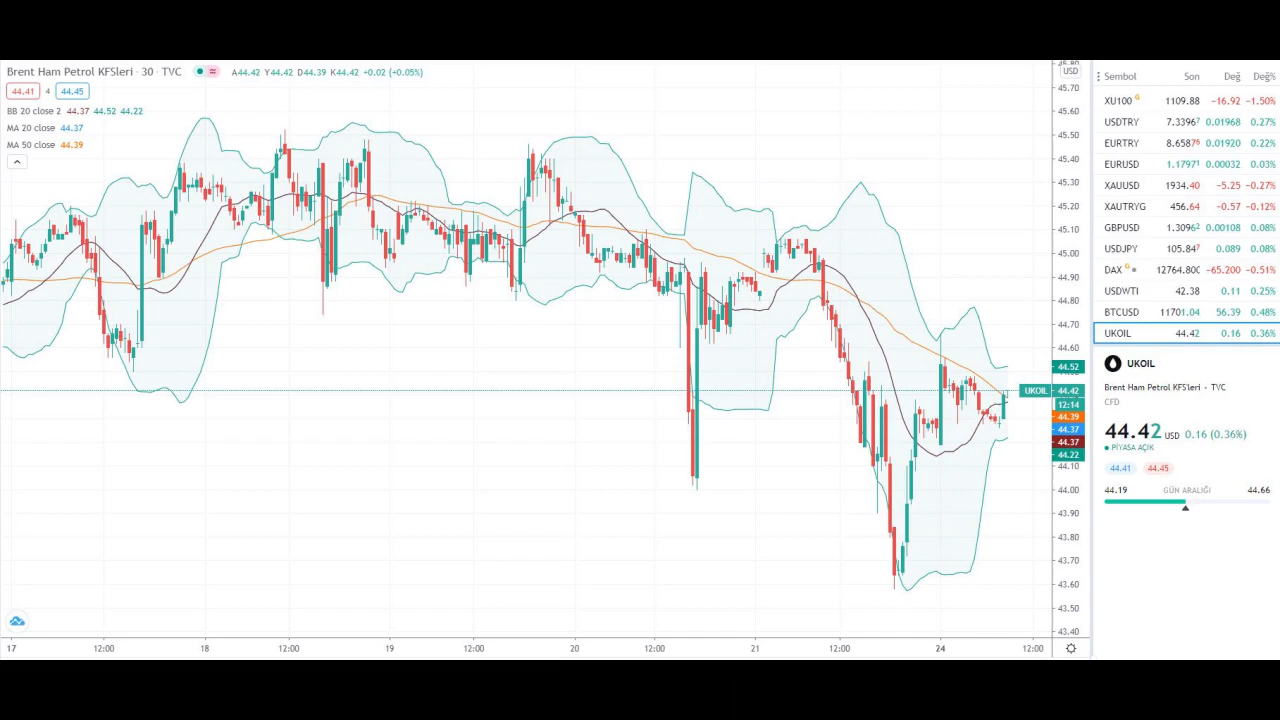 Brent Ham Petrol KFSleri · 30 · TVC A44.42 Y44.42 D44.39 K44.42 +0.02 (+0.05%)
44.41 4 44.45
BB 20 close 2 44.37 44.52 44.22
MA 20 close 44.37
MA 50 close 44.39
45.80
USD
45.70
45.60
45.50
45.40
45.30
45.20
45.10
45.00
44.90
44.80
44.70
44.60
44.52
UKOIL 44.42
12:14
44.39
44.37
44.37
44.22
44.10
44.00
43.90
43.80
43.70
43.60
43.50
43.40
17 12:00 18 12:00 19 12:00 20 12:00 21 12:00 24 12:00
Sembol Son Değ Değ%
XU100 G 1109.88 −16.92 −1.50%
USDTRY 7.33967 0.01968 0.27%
EURTRY 8.65876 0.01920 0.22%
EURUSD 1.17971 0.00032 0.03%
XAUUSD 1934.40 −5.25 −0.27%
XAUTRYG 456.64 −0.57 −0.12%
GBPUSD 1.30962 0.00108 0.08%
USDJPY 105.847 0.089 0.08%
DAX G 12764.800 −65.200 −0.51%
USDWTI 42.38 0.11 0.25%
BTCUSD 11701.04 56.39 0.48%
UKOIL 44.42 0.16 0.36%
UKOIL
Brent Ham Petrol KFSleri • TVC
CFD
44.42 USD 0.16 (0.36%)
PİYASA AÇIK
44.41 44.45
44.19 GÜN ARALIĞI 44.66